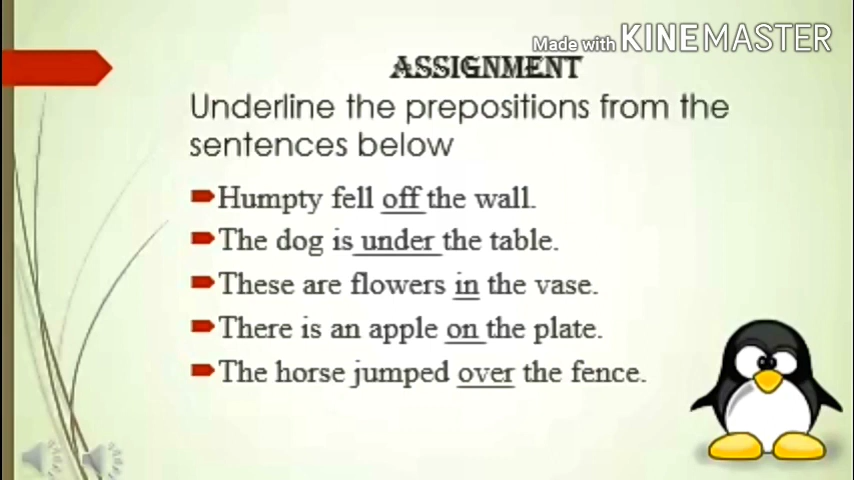 Made with KINEMASTER
ASSIGNMENT
Underline the prepositions from the
sentences below
Humpty fell off the wall.
The dog is under the table.
These are flowers in the vase.
There is an apple on the plate.
The horse jumped over the fence.